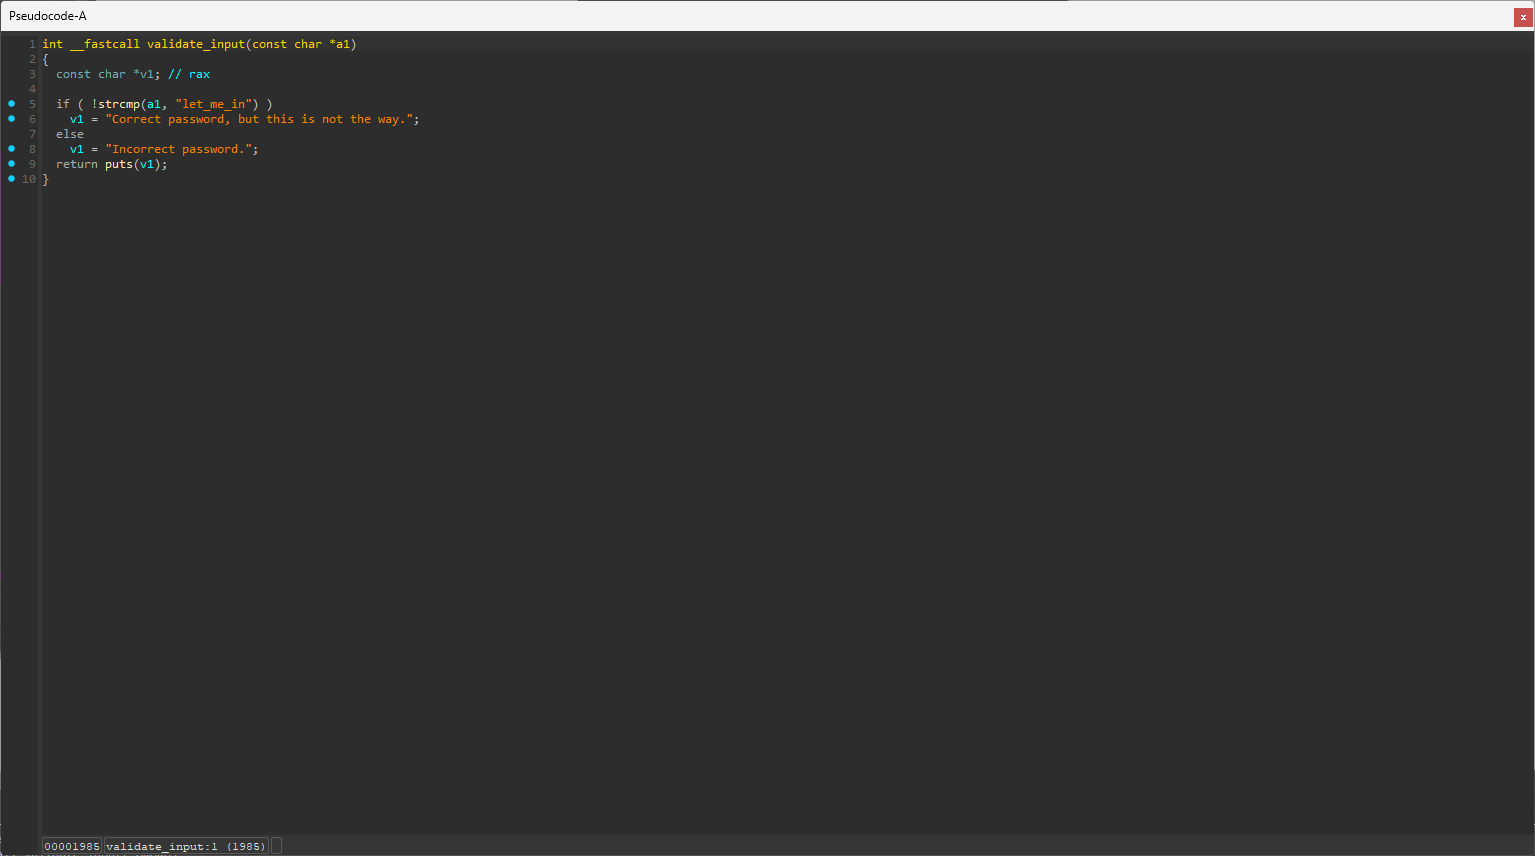 Pseudocode-A
x
1 int __fastcall validate_input(const char *a1)
2 {
3   const char *v1; // rax
4
5   if ( !strcmp(a1, "let_me_in") )
6     v1 = "Correct password, but this is not the way.";
7   else
8     v1 = "Incorrect password.";
9   return puts(v1);
10 }
00001985 validate_input:1 (1985)